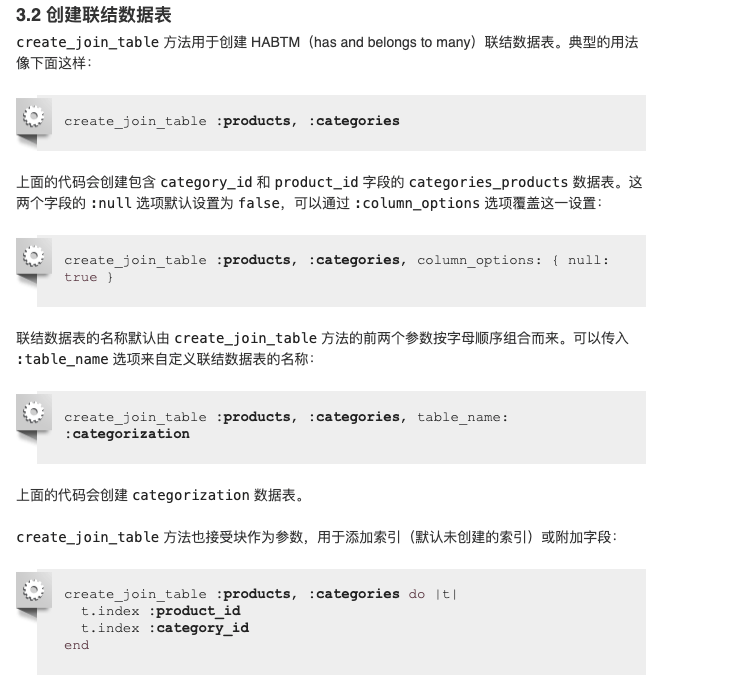 3.2 创建联结数据表
create_join_table 方法用于创建 HABTM（has and belongs to many）联结数据表。典型的用法
像下面这样：
create_join_table :products, :categories
上面的代码会创建包含 category_id 和 product_id 字段的 categories_products 数据表。这
两个字段的 :null 选项默认设置为 false，可以通过 :column_options 选项覆盖这一设置：
create_join_table :products, :categories, column_options: { null:
true }
联结数据表的名称默认由 create_join_table 方法的前两个参数按字母顺序组合而来。可以传入
:table_name 选项来自定义联结数据表的名称：
create_join_table :products, :categories, table_name:
:categorization
上面的代码会创建 categorization 数据表。
create_join_table 方法也接受块作为参数，用于添加索引（默认未创建的索引）或附加字段：
create_join_table :products, :categories do |t|
  t.index :product_id
  t.index :category_id
end